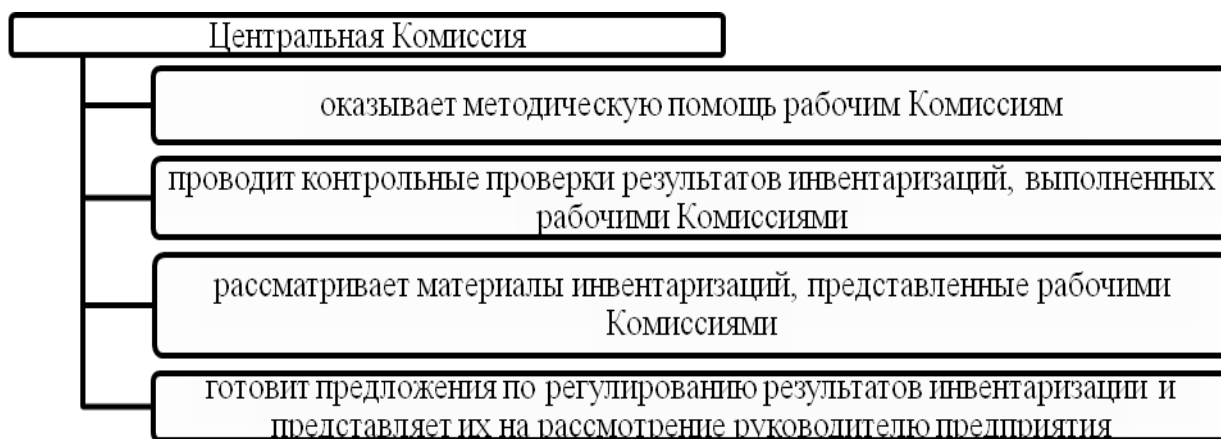 Центральная Комиссия
оказывает методическую помощь рабочим Комиссиям
проводит контрольные проверки результатов инвентаризаций, выполненных
рабочими Комиссиями
рассматривает материалы инвентаризаций, представленные рабочими
Комиссиями
готовит предложения по регулированию результатов инвентаризации и
представляет их на рассмотрение руководителю предприятия